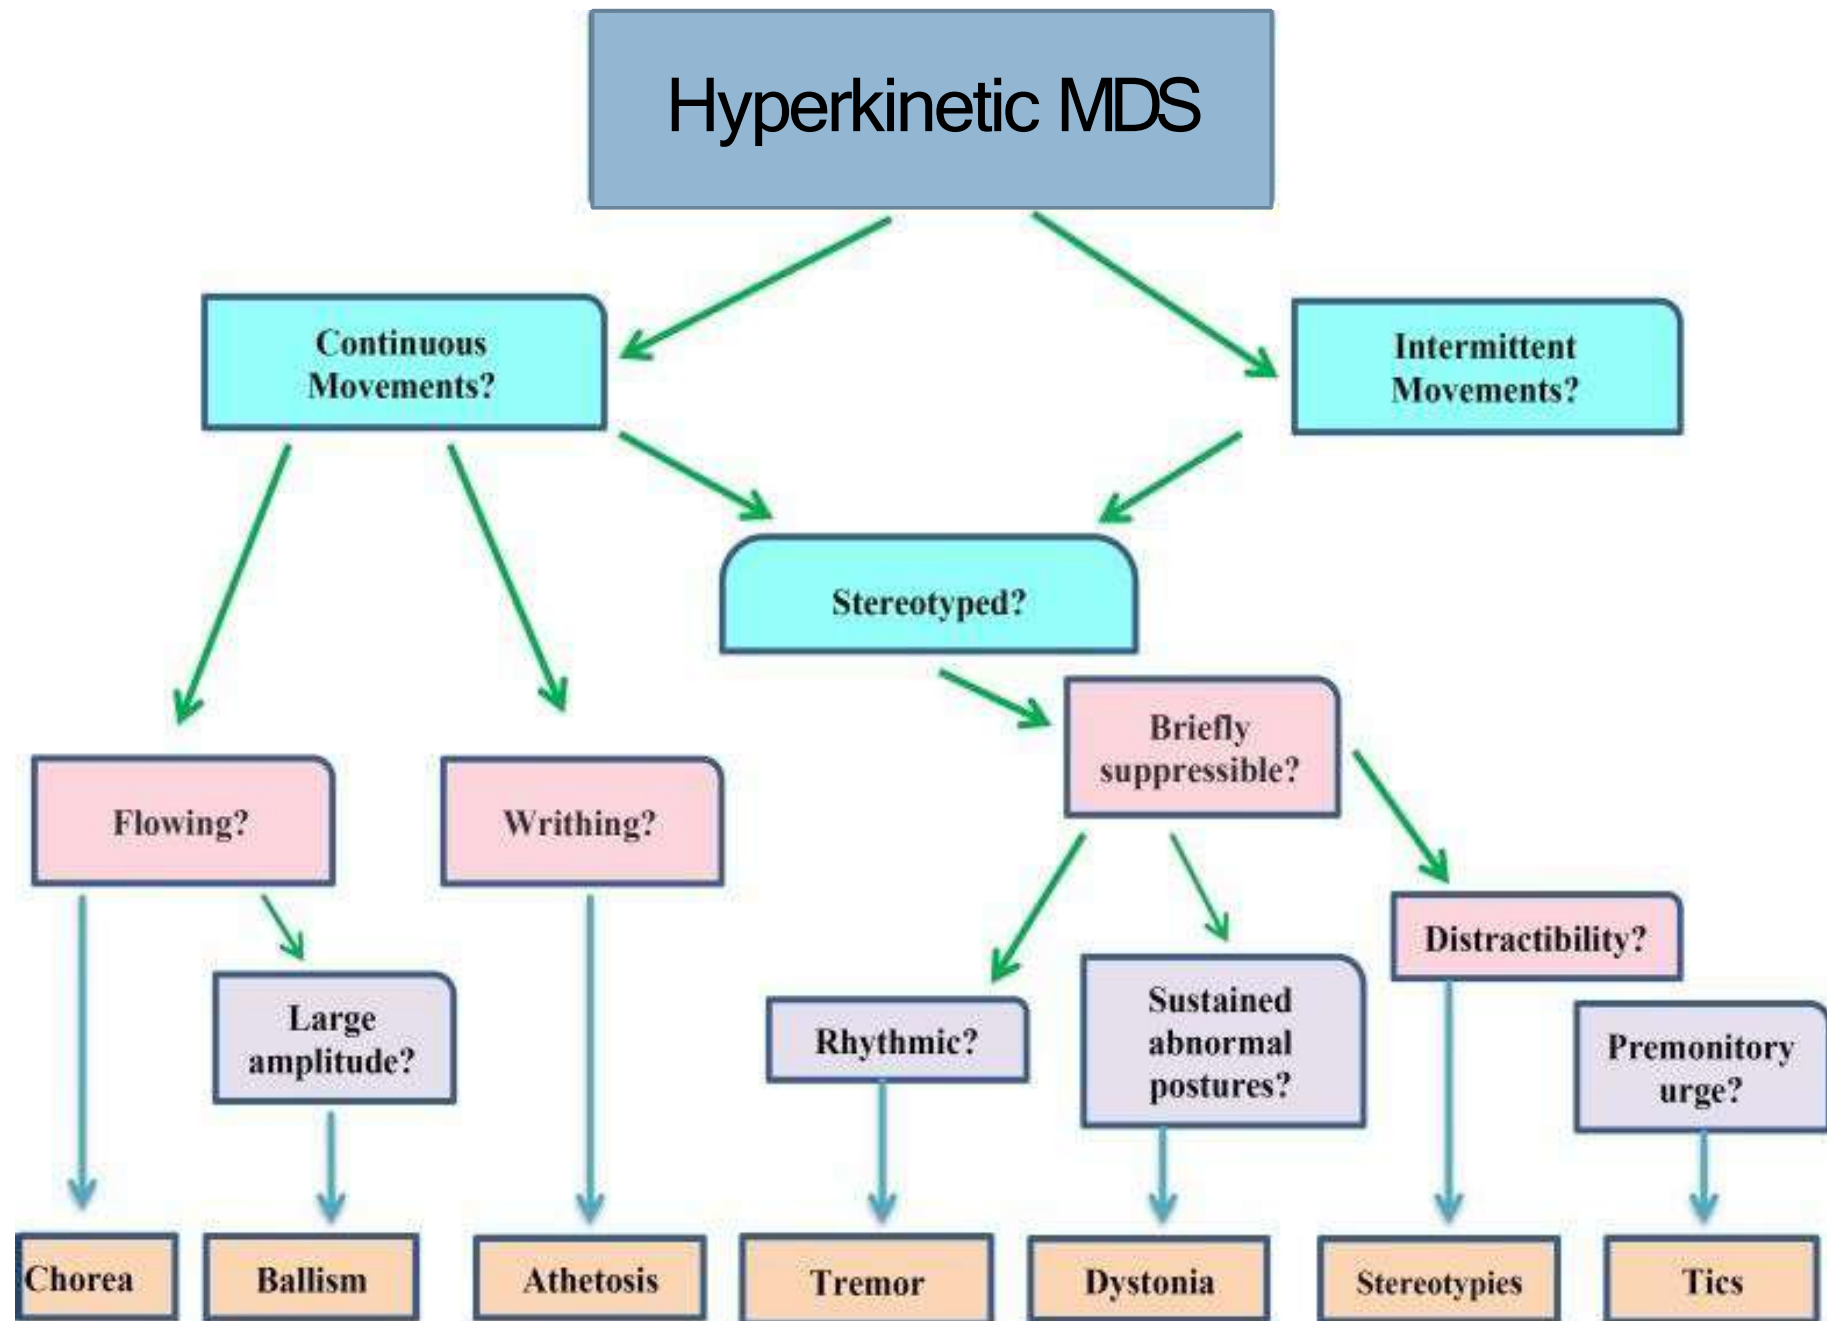 Hyperkinetic MDS
Continuous
Movements?
Intermittent
Movements?
Stereotyped?
Briefly
suppressible?
Flowing?
Writhing?
Distractibility?
Large
amplitude?
Rhythmic?
Sustained
abnormal
postures?
Premonitory
urge?
Chorea
Ballism
Athetosis
Tremor
Dystonia
Stereotypies
Tics